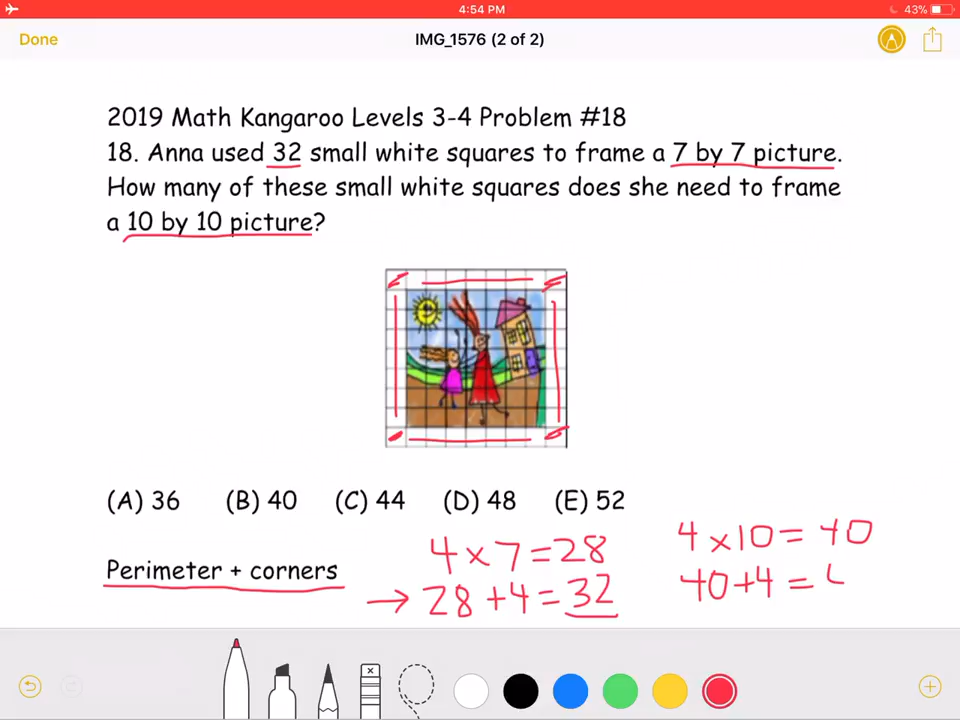 4:54 PM
43%
Done
IMG_1576 (2 of 2)
2019 Math Kangaroo Levels 3-4 Problem #18
18. Anna used 32 small white squares to frame a 7 by 7 picture.
How many of these small white squares does she need to frame
a 10 by 10 picture?
(A) 36 (B) 40 (C) 44 (D) 48 (E) 52
4 x 7 = 28
4 x 10 = 40
Perimeter + corners
→ 28 + 4 = 32
40 + 4 =